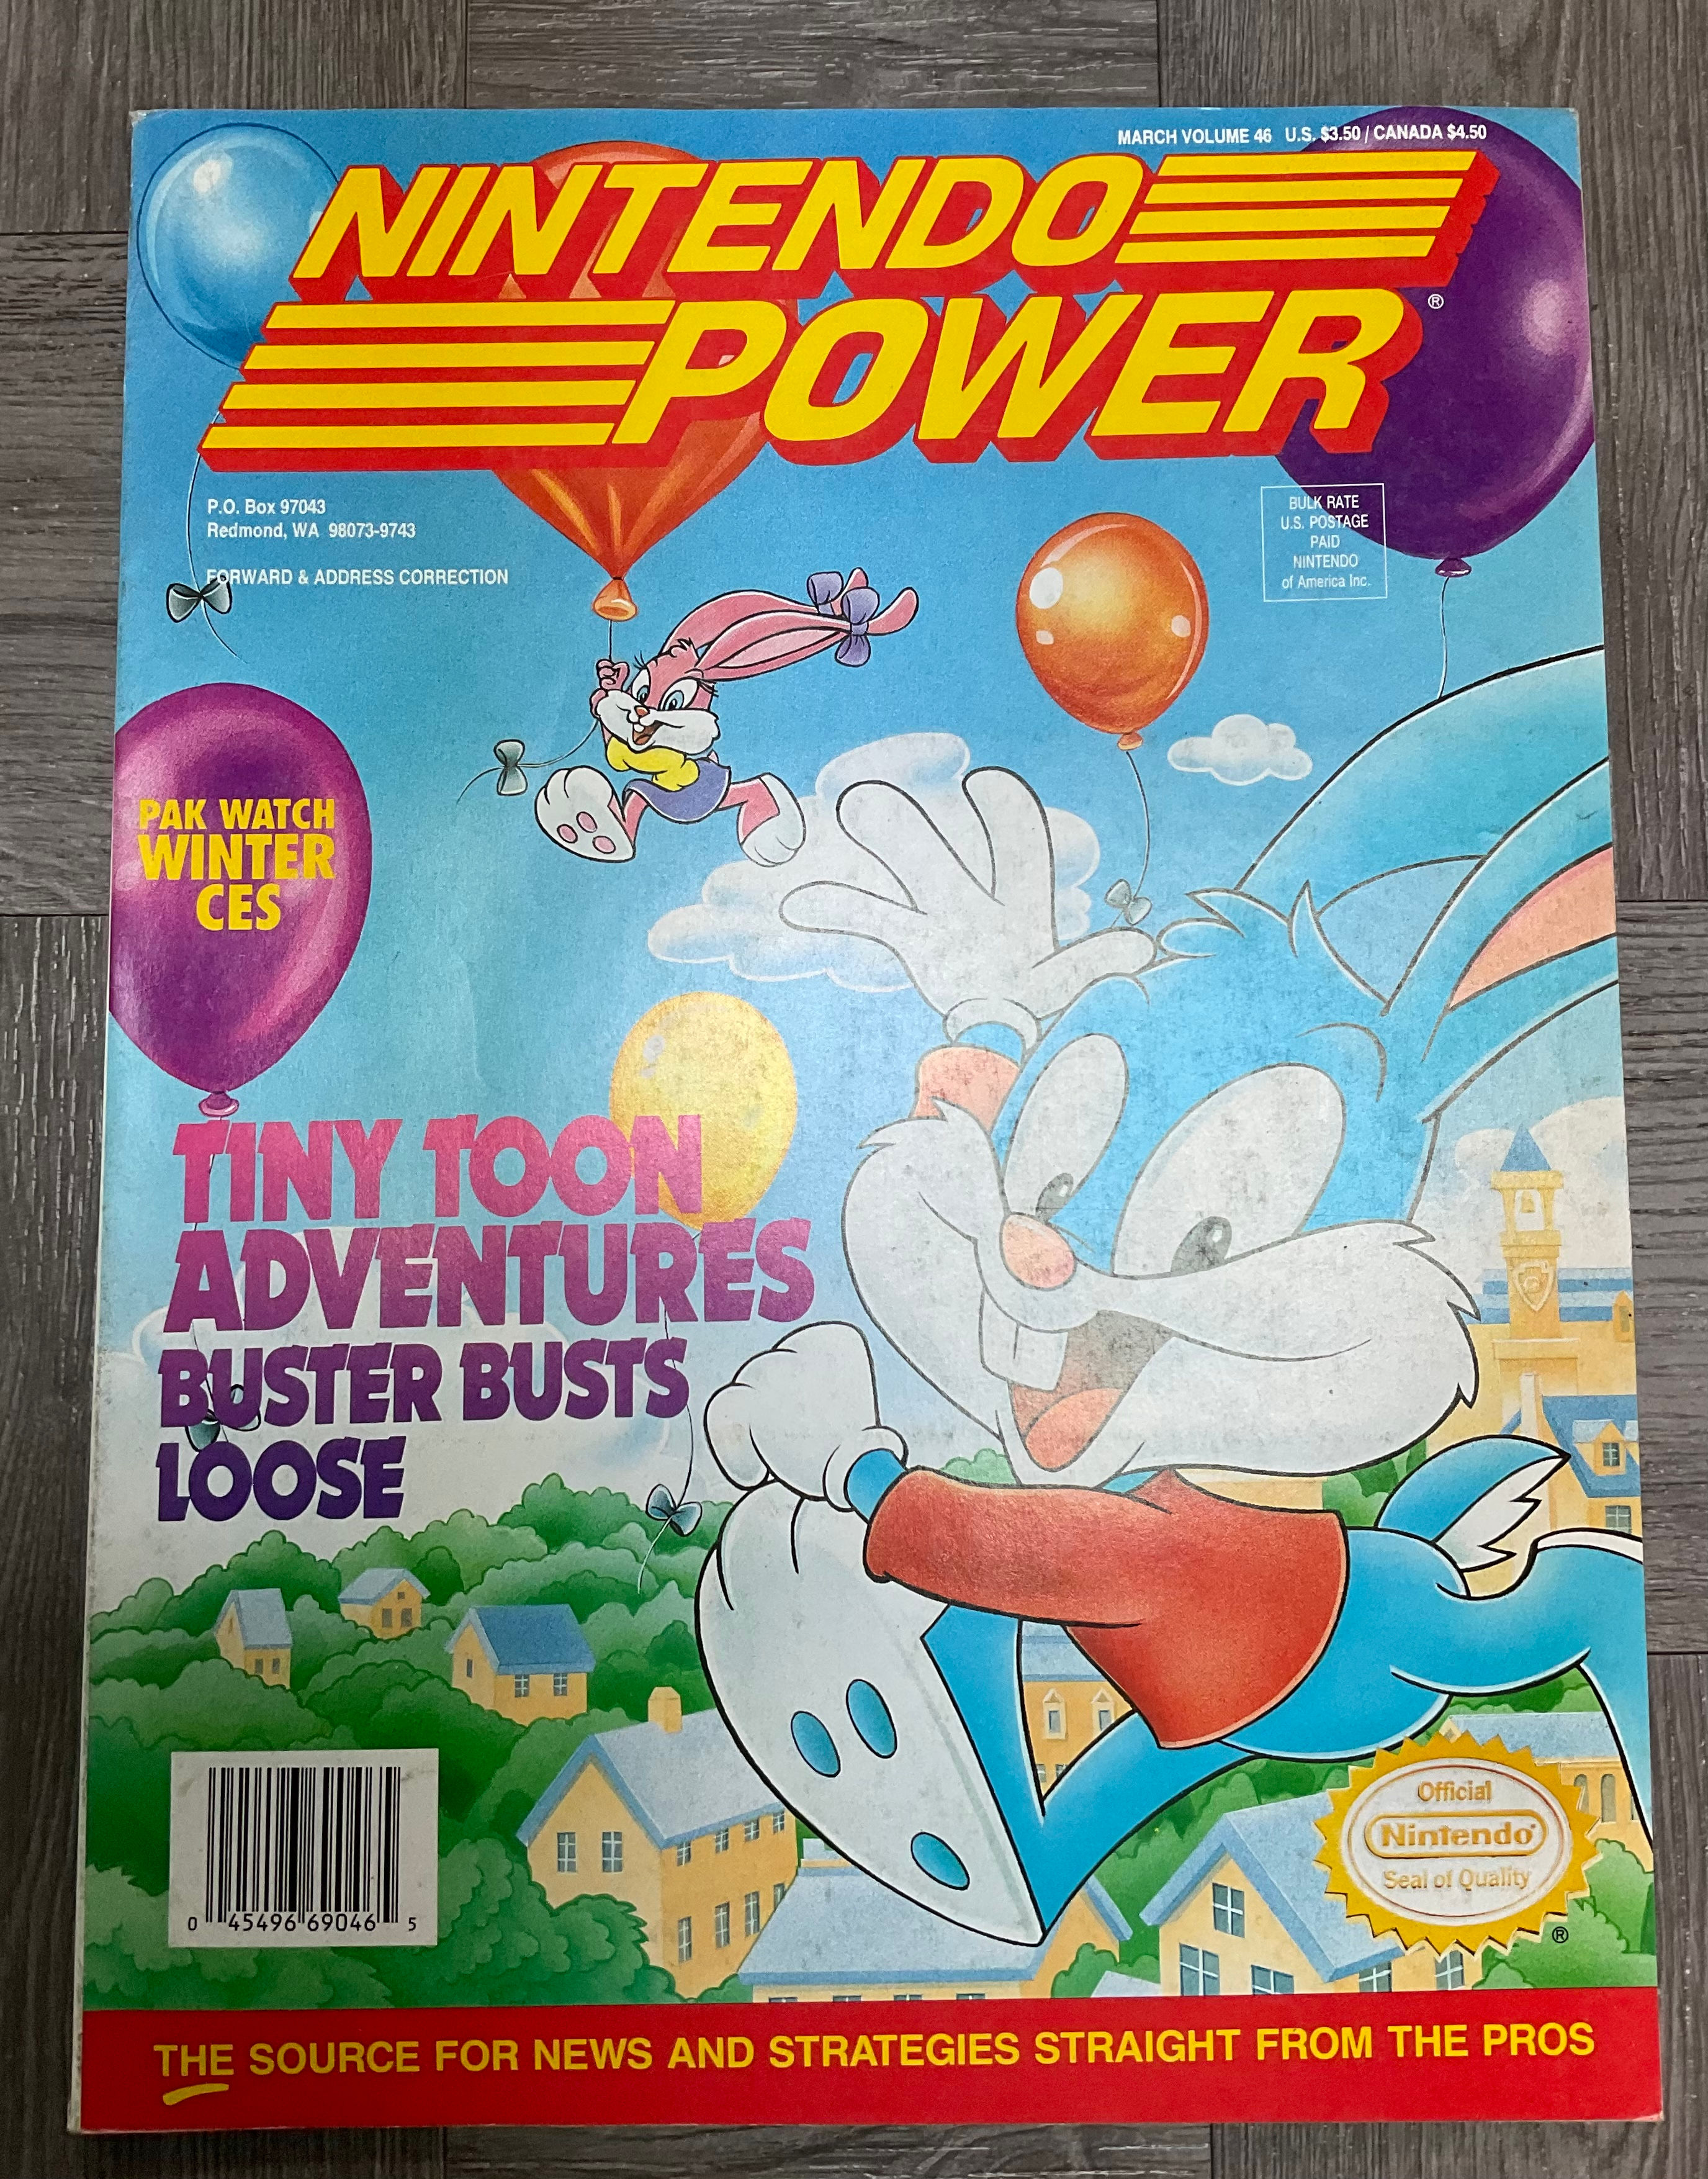 MARCH VOLUME 46 U.S. $3.50 / CANADA $4.50
NINTENDO
POWER®
P.O. Box 97043
Redmond, WA 98073-9743
FORWARD & ADDRESS CORRECTION
BULK RATE
U.S. POSTAGE
PAID
NINTENDO
of America Inc.
PAK WATCH
WINTER
CES
TINY TOON
ADVENTURES
BUSTER BUSTS
LOOSE
0 45496 69046 5
Official
Nintendo®
Seal of Quality
®
THE SOURCE FOR NEWS AND STRATEGIES STRAIGHT FROM THE PROS